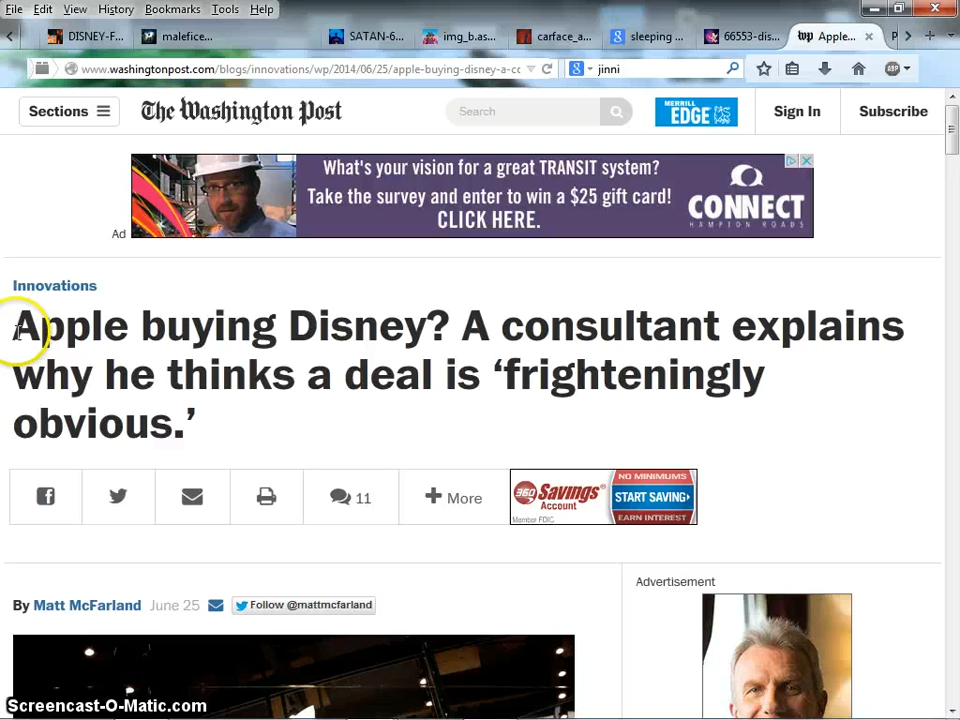 File Edit View History Bookmarks Tools Help
DISNEY-F... malefice... SATAN-6... img_b.as... carface_a... sleeping ... 66553-dis... wp Apple... P
www.washingtonpost.com/blogs/innovations/wp/2014/06/25/apple-buying-disney-a-cc jinni ABP
Sections The Washington Post Search MERRILL EDGE Sign In Subscribe
What's your vision for a great TRANSIT system?
Take the survey and enter to win a $25 gift card!
CLICK HERE.
CONNECT
HAMPTON ROADS
Ad
Innovations
Apple buying Disney? A consultant explains
why he thinks a deal is ‘frighteningly
obvious.’
11 More
360 Savings Account
Member FDIC
NO MINIMUMS
START SAVING
EARN INTEREST
Advertisement
By Matt McFarland June 25 Follow @mattmcfarland
Screencast-O-Matic.com